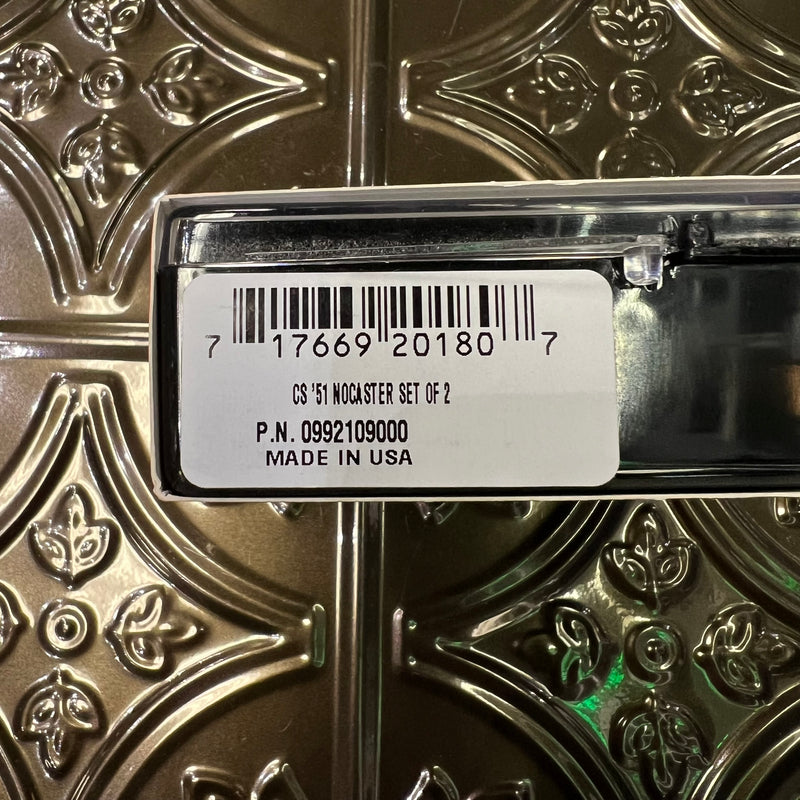 7 17669 20180 7
CS '51 NOCASTER SET OF 2
P.N. 0992109000
MADE IN USA